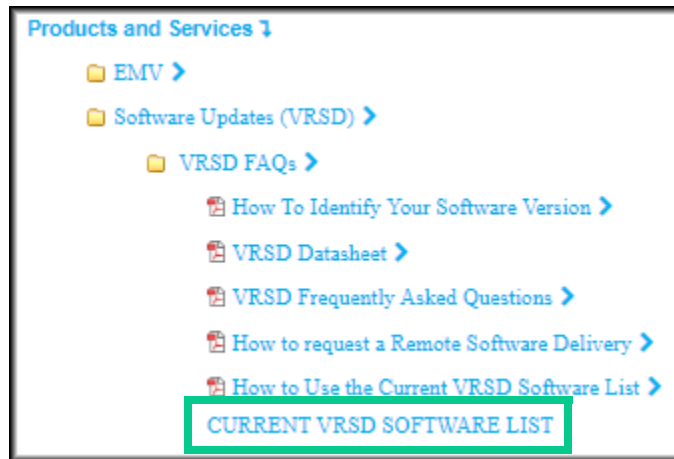 Products and Services
EMV
Software Updates (VRSD)
VRSD FAQs
How To Identify Your Software Version
VRSD Datasheet
VRSD Frequently Asked Questions
How to request a Remote Software Delivery
How to Use the Current VRSD Software List
CURRENT VRSD SOFTWARE LIST